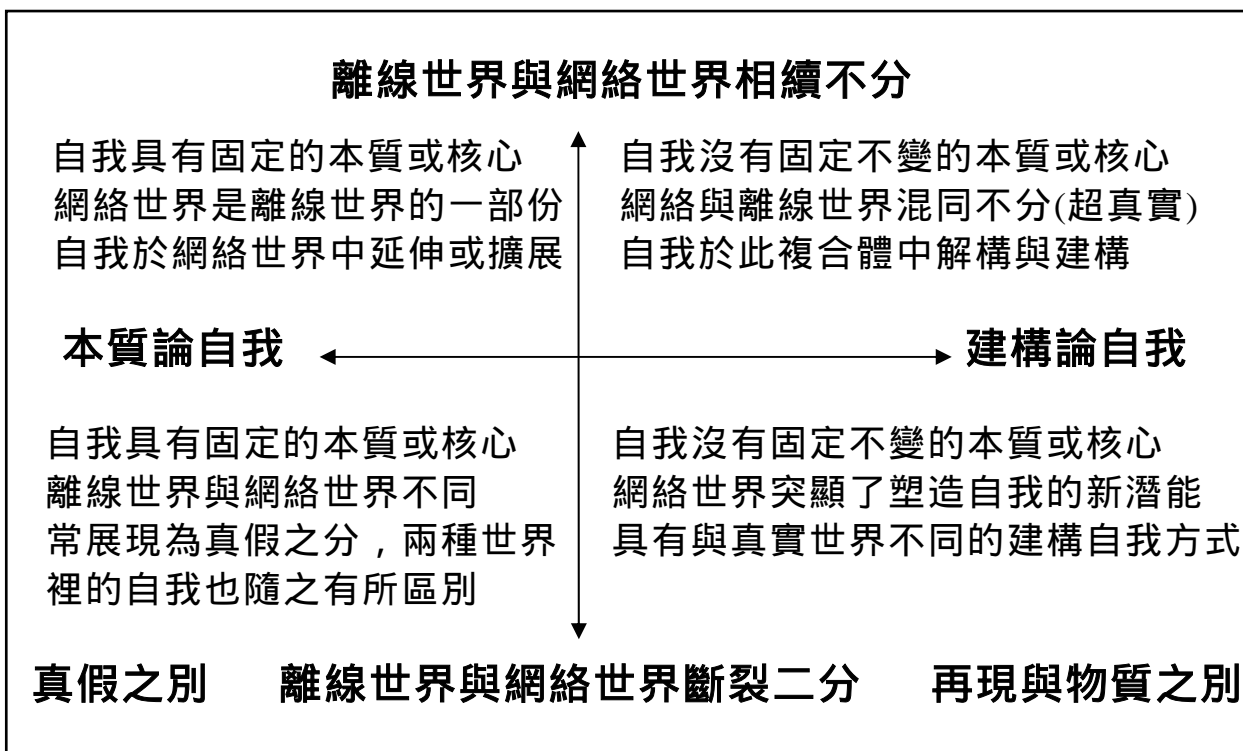 離線世界與網絡世界相續不分
自我具有固定的本質或核心
網絡世界是離線世界的一部份
自我於網絡世界中延伸或擴展
自我沒有固定不變的本質或核心
網絡與離線世界混同不分(超真實)
自我於此複合體中解構與建構
本質論自我
建構論自我
自我具有固定的本質或核心
離線世界與網絡世界不同
常展現為真假之分，兩種世界
裡的自我也隨之有所區別
自我沒有固定不變的本質或核心
網絡世界突顯了塑造自我的新潛能
具有與真實世界不同的建構自我方式
真假之別
離線世界與網絡世界斷裂二分
再現與物質之別